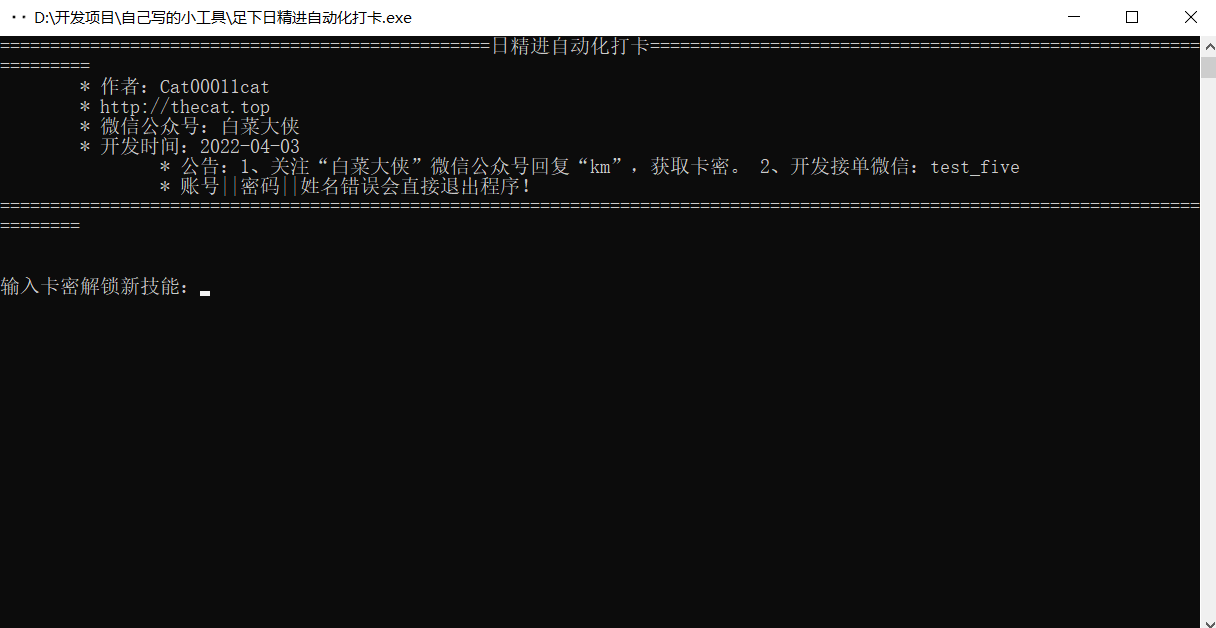 D:\开发项目\自己写的小工具\足下日精进自动化打卡.exe
=================================================日精进自动化打卡=======================================================
=========
* 作者：Cat00011cat
* http://thecat.top
* 微信公众号：白菜大侠
* 开发时间：2022-04-03
* 公告：1、关注“白菜大侠”微信公众号回复“km”，获取卡密。 2、开发接单微信：test_five
* 账号||密码||姓名错误会直接退出程序！
========================================================================================================================
========
输入卡密解锁新技能：